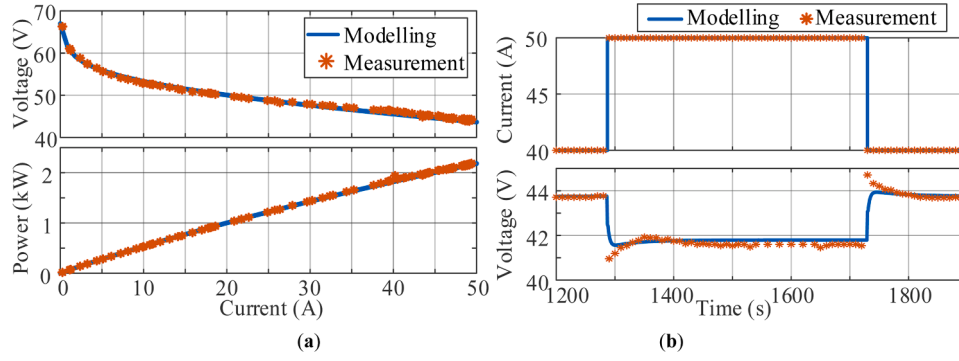 (a)
70
60
50
40
Voltage (V)
Modelling
Measurement
2
1
0
Power (kW)
0 10 20 30 40 50
Current (A)
(a)
(b)
Modelling Measurement
50
50
45
40
Current (A)
44
42
40
Voltage (V)
1200 1400 1600 1800
Time (s)
(b)